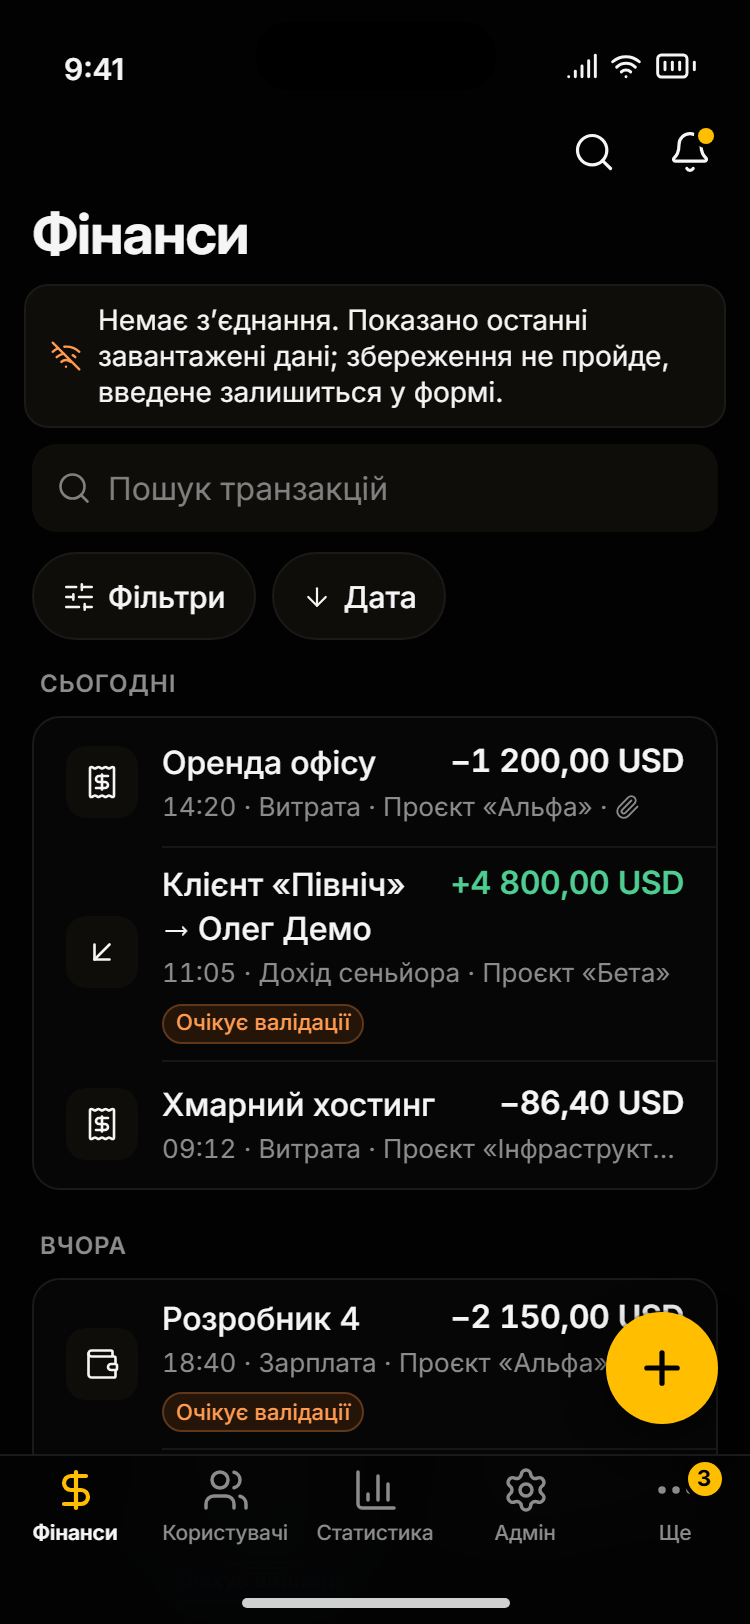 9:41
Фінанси
Немає з’єднання. Показано останні
завантажені дані; збереження не пройде,
введене залишиться у формі.
Пошук транзакцій
Фільтри
Дата
СЬОГОДНІ
Оренда офісу −1 200,00 USD
14:20 · Витрата · Проєкт «Альфа» ·
Клієнт «Північ» +4 800,00 USD
→ Олег Демо
11:05 · Дохід сеньйора · Проєкт «Бета»
Очікує валідації
Хмарний хостинг −86,40 USD
09:12 · Витрата · Проєкт «Інфраструкт...
ВЧОРА
Розробник 4 −2 150,00 USD
18:40 · Зарплата · Проєкт «Альфа»
Очікує валідації
3
Фінанси Користувачі Статистика Адмін Ще